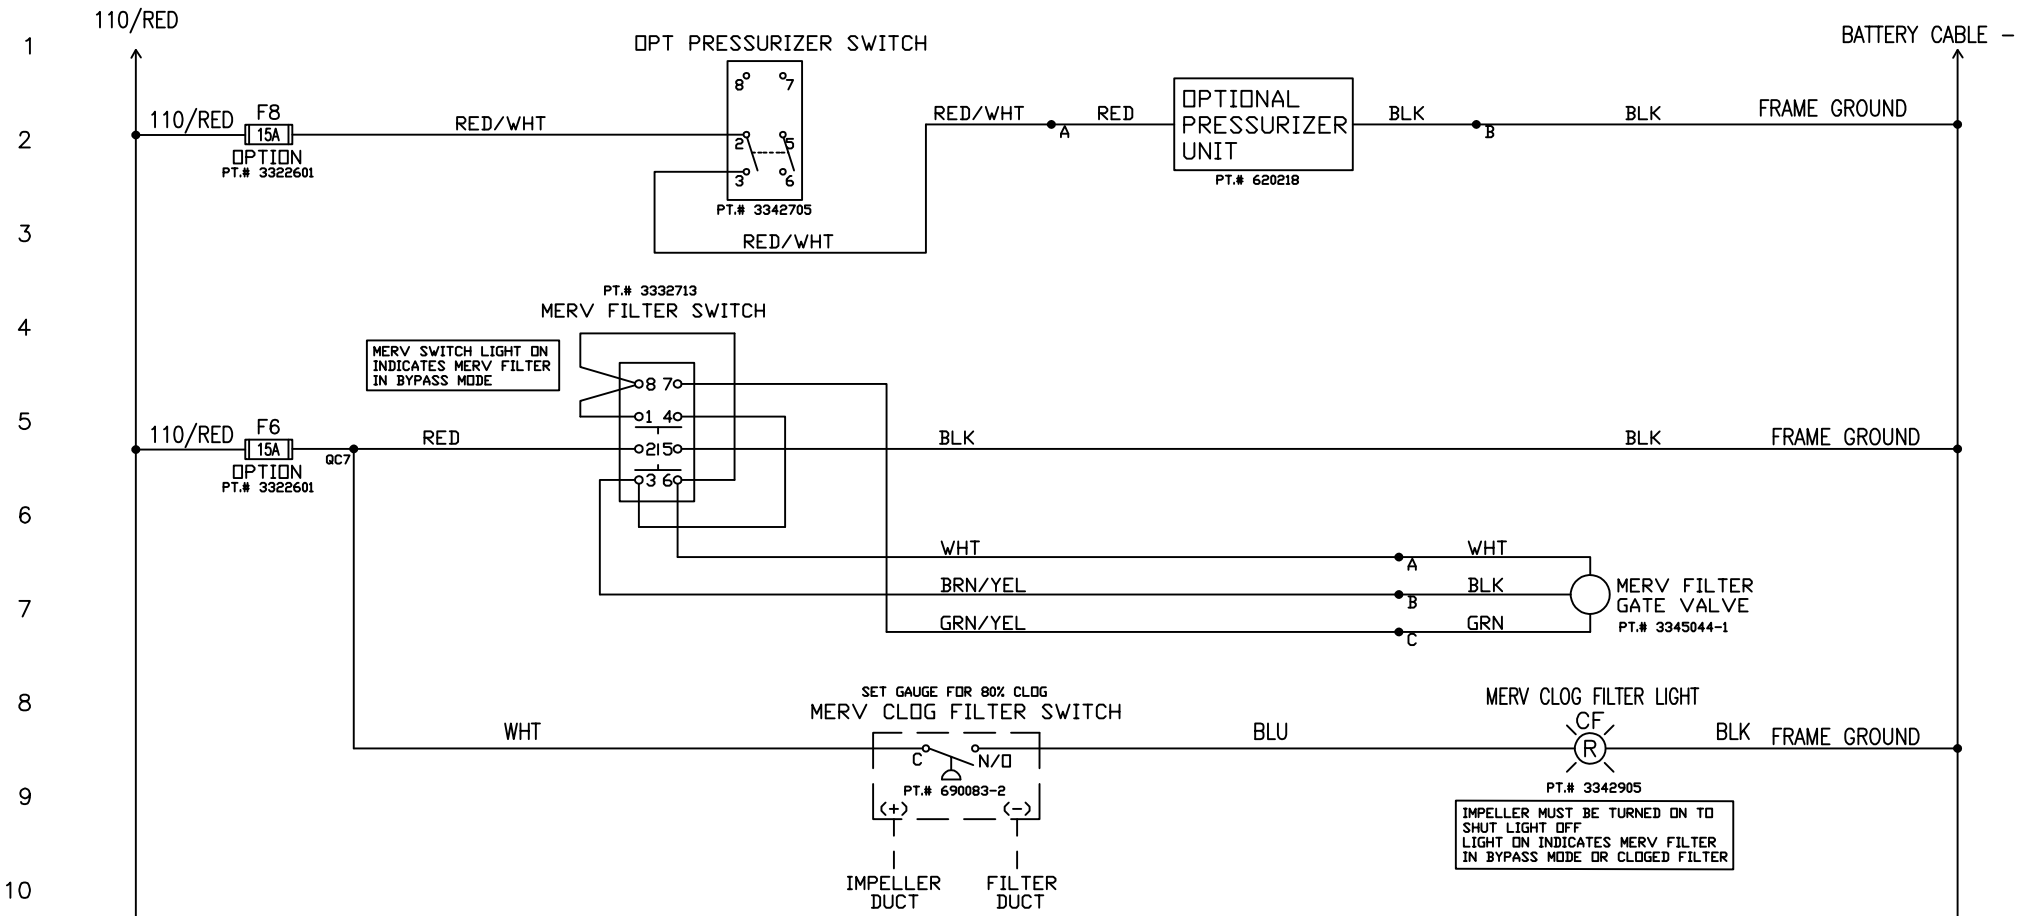 110/RED
BATTERY CABLE -
1
OPT PRESSURIZER SWITCH
8 7
2 5
3 6
PT.# 3342705
2
110/RED
F8
15A
OPTION
PT.# 3322601
RED/WHT
RED/WHT
A
RED
OPTIONAL
PRESSURIZER
UNIT
PT.# 620218
BLK
B
BLK
FRAME GROUND
3
RED/WHT
4
PT.# 3332713
MERV FILTER SWITCH
MERV SWITCH LIGHT ON
INDICATES MERV FILTER
IN BYPASS MODE
8 7
1 4
2 5
3 6
5
110/RED
F6
15A
OPTION
PT.# 3322601
QC7
RED
BLK
BLK
FRAME GROUND
6
WHT
A
WHT
7
BRN/YEL
B
BLK
GRN/YEL
C
GRN
MERV FILTER
GATE VALVE
PT.# 3345044-1
8
SET GAUGE FOR 80% CLOG
MERV CLOG FILTER SWITCH
MERV CLOG FILTER LIGHT
CF
R
WHT
C
N/O
BLU
BLK
FRAME GROUND
9
PT.# 690083-2
(+)
(-)
PT.# 3342905
IMPELLER MUST BE TURNED ON TO
SHUT LIGHT OFF
LIGHT ON INDICATES MERV FILTER
IN BYPASS MODE OR CLOGED FILTER
10
IMPELLER
DUCT
FILTER
DUCT